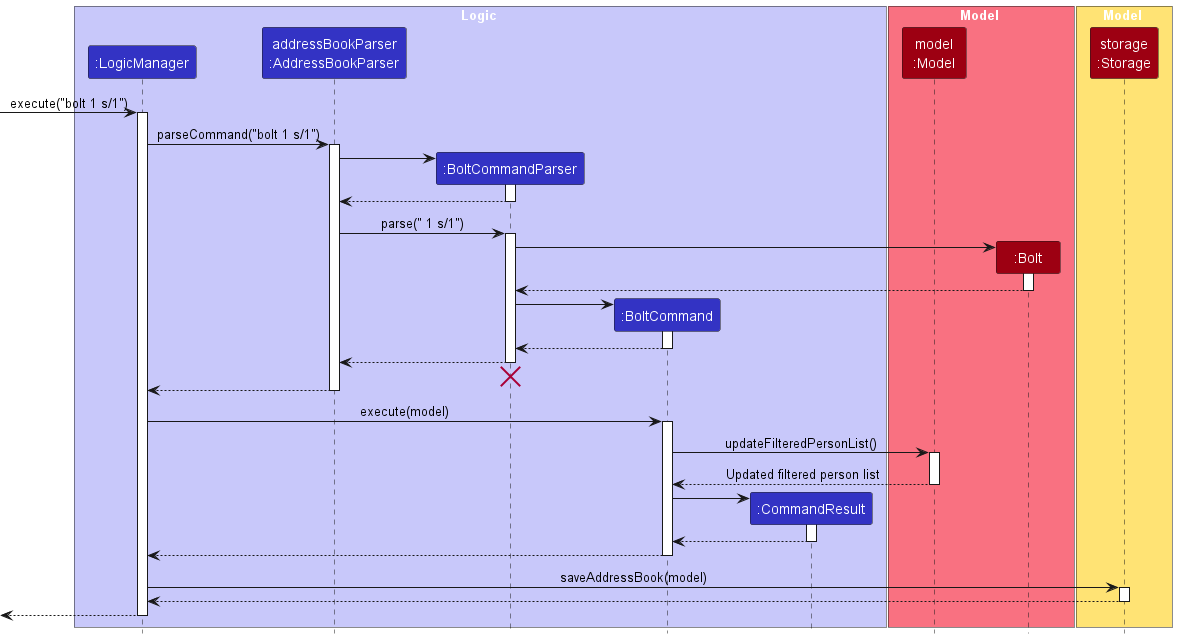 Logic
Model
Model
:LogicManager
addressBookParser
:AddressBookParser
model
:Model
storage
:Storage
execute("bolt 1 s/1")
parseCommand("bolt 1 s/1")
:BoltCommandParser
parse(" 1 s/1")
:Bolt
:BoltCommand
execute(model)
updateFilteredPersonList()
Updated filtered person list
:CommandResult
saveAddressBook(model)